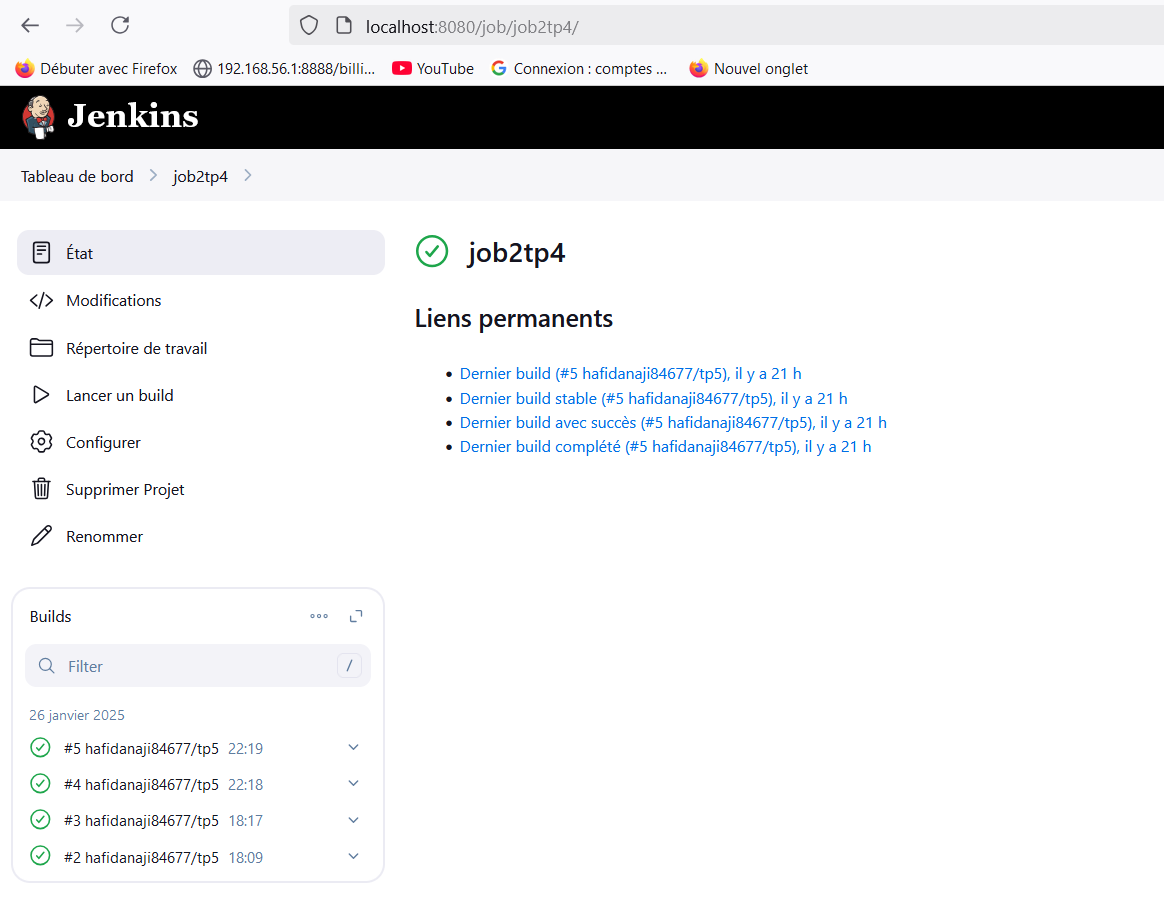 localhost:8080/job/job2tp4/
Débuter avec Firefox 192.168.56.1:8888/billi... YouTube Connexion : comptes ... Nouvel onglet
Jenkins
Tableau de bord job2tp4
État
Modifications
Répertoire de travail
Lancer un build
Configurer
Supprimer Projet
Renommer
job2tp4
Liens permanents
Dernier build (#5 hafidanaji84677/tp5), il y a 21 h
Dernier build stable (#5 hafidanaji84677/tp5), il y a 21 h
Dernier build avec succès (#5 hafidanaji84677/tp5), il y a 21 h
Dernier build complété (#5 hafidanaji84677/tp5), il y a 21 h
Builds
Filter /
26 janvier 2025
#5 hafidanaji84677/tp5 22:19
#4 hafidanaji84677/tp5 22:18
#3 hafidanaji84677/tp5 18:17
#2 hafidanaji84677/tp5 18:09